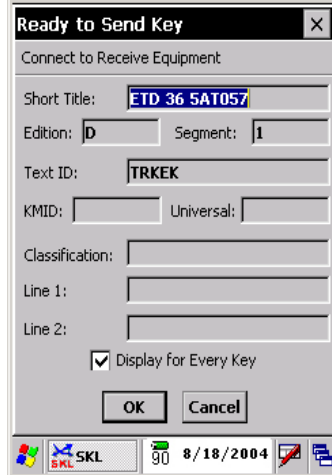 Ready to Send Key
Connect to Receive Equipment
Short Title: ETD 36 5AT057
Edition: D Segment: 1
Text ID: TRKEK
KMID: Universal:
Classification:
Line 1:
Line 2:
Display for Every Key
OK Cancel
SKL SKL 90 8/18/2004